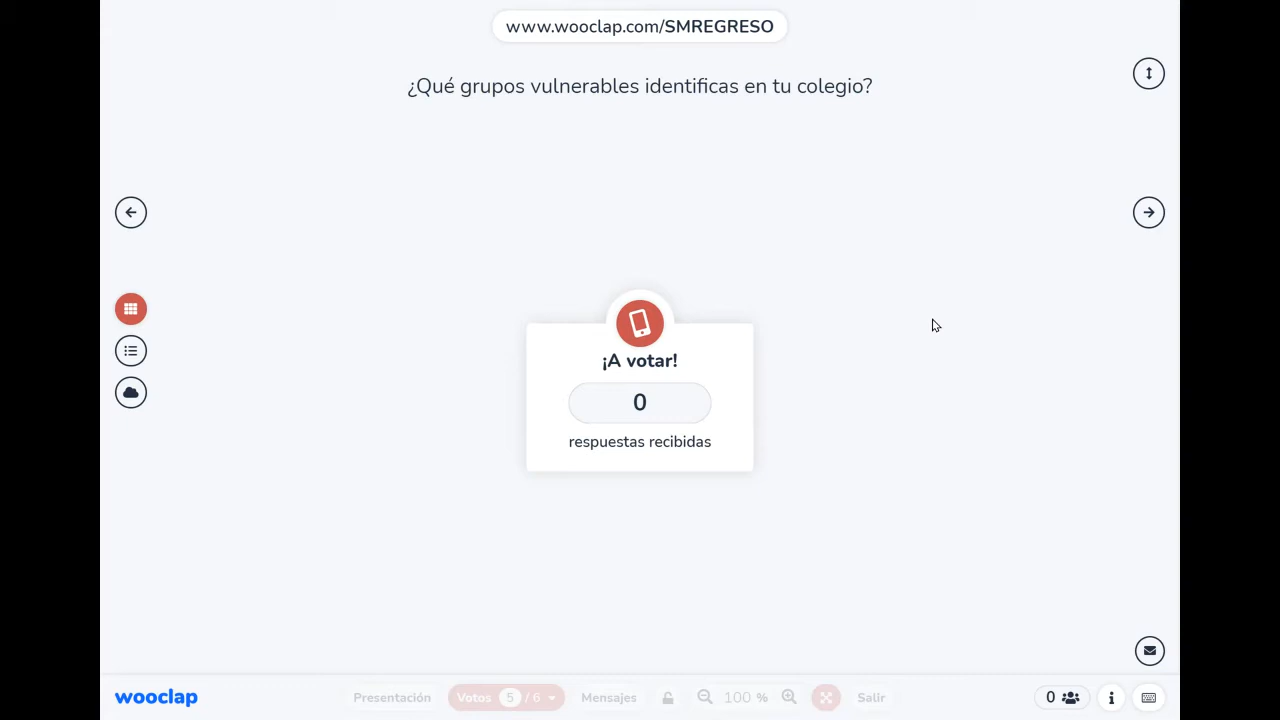 www.wooclap.com/SMREGRESO
¿Qué grupos vulnerables identificas en tu colegio?
¡A votar!
0
respuestas recibidas
wooclap
Presentación
Votos 5 / 6
Mensajes
100 %
Salir
0